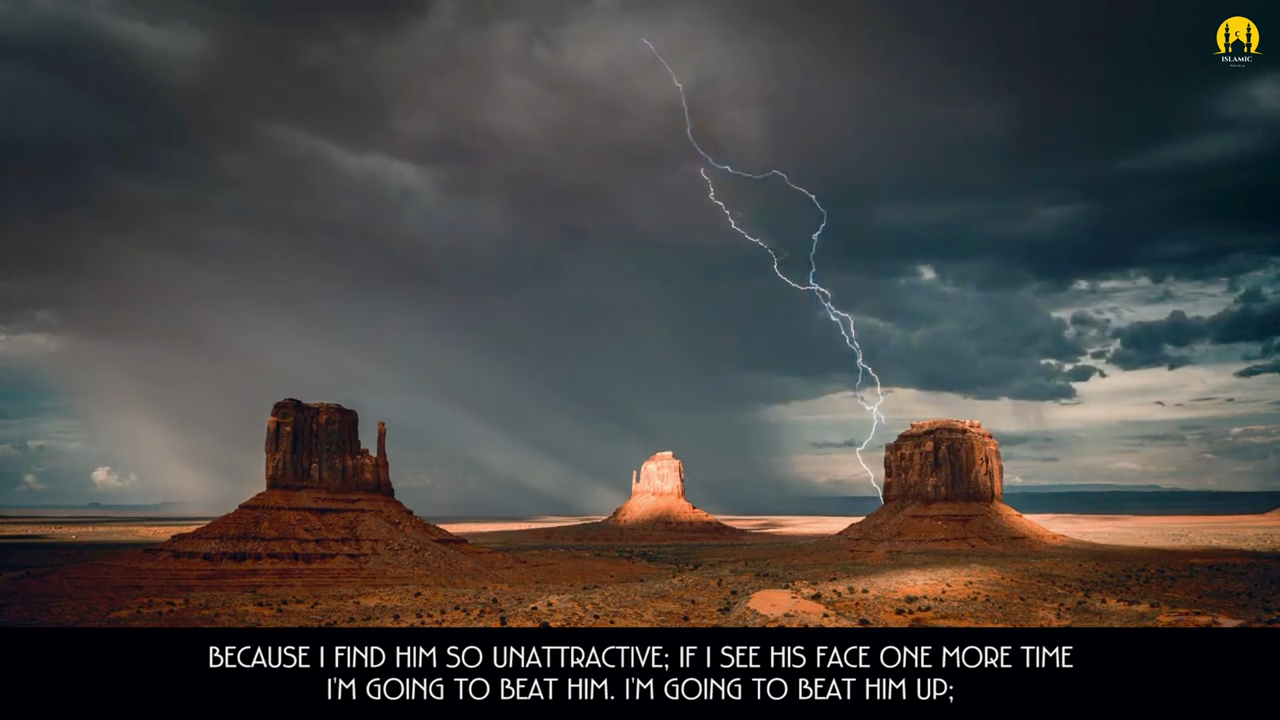 ISLAMIC
BECAUSE I FIND HIM SO UNATTRACTIVE; IF I SEE HIS FACE ONE MORE TIME
I'M GOING TO BEAT HIM. I'M GOING TO BEAT HIM UP;